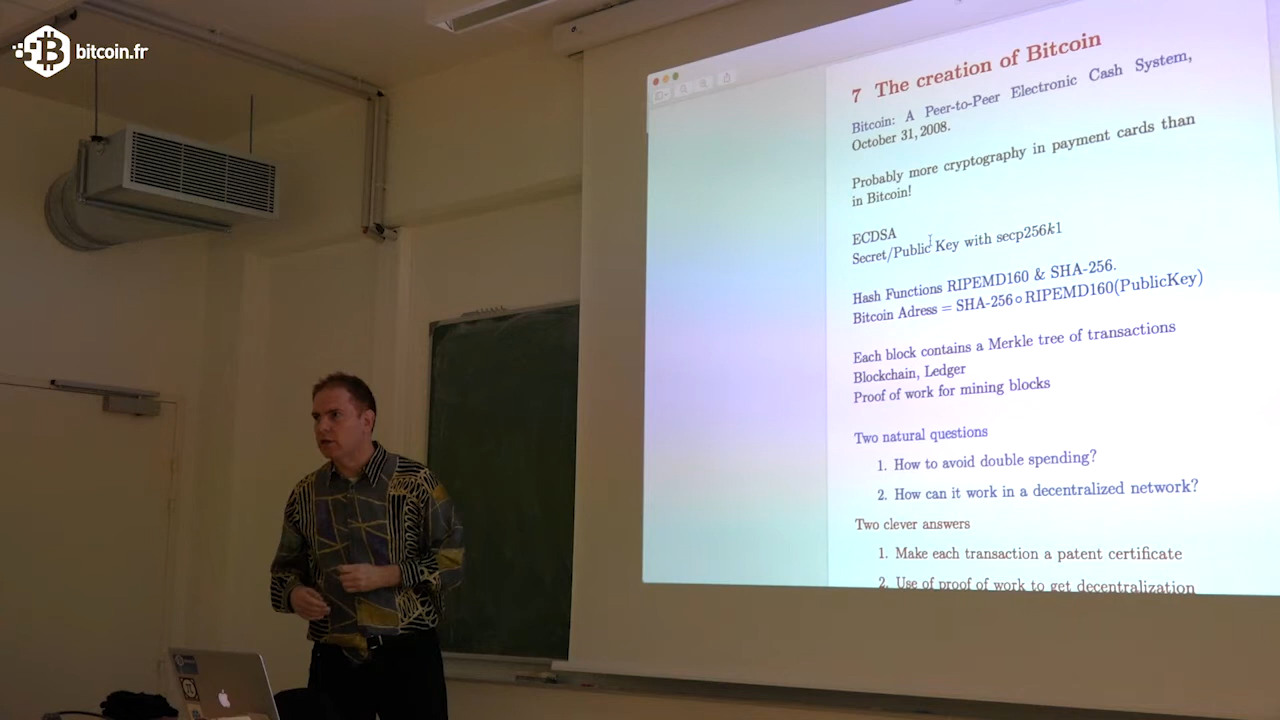 bitcoin.fr
7 The creation of Bitcoin
Bitcoin: A Peer-to-Peer Electronic Cash System,
October 31, 2008.
Probably more cryptography in payment cards than
in Bitcoin!
ECDSA
Secret/Public Key with secp256k1
Hash Functions RIPEMD160 & SHA-256.
Bitcoin Adress = SHA-256∘RIPEMD160(PublicKey)
Each block contains a Merkle tree of transactions
Blockchain, Ledger
Proof of work for mining blocks
Two natural questions
1. How to avoid double spending?
2. How can it work in a decentralized network?
Two clever answers
1. Make each transaction a patent certificate
2. Use of proof of work to get decentralization